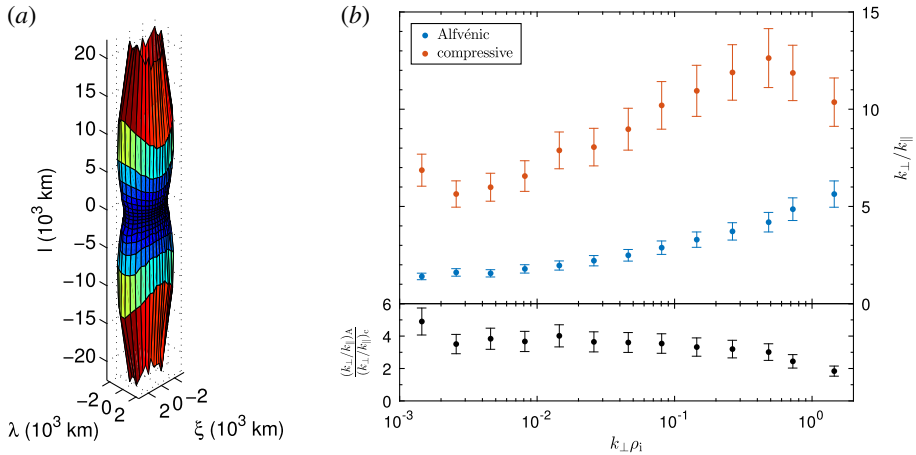 (a)
20
15
10
5
0
−5
−10
−15
−20
l (10³ km)
−2 0 2
2 0 −2
λ (10³ km)
ξ (10³ km)
(b)
Alfvénic
compressive
15
10
5
0
k⊥/k∥
6
4
2
0
(k⊥/k∥)A
(k⊥/k∥)c
10⁻³ 10⁻² 10⁻¹ 10⁰
k⊥ρi